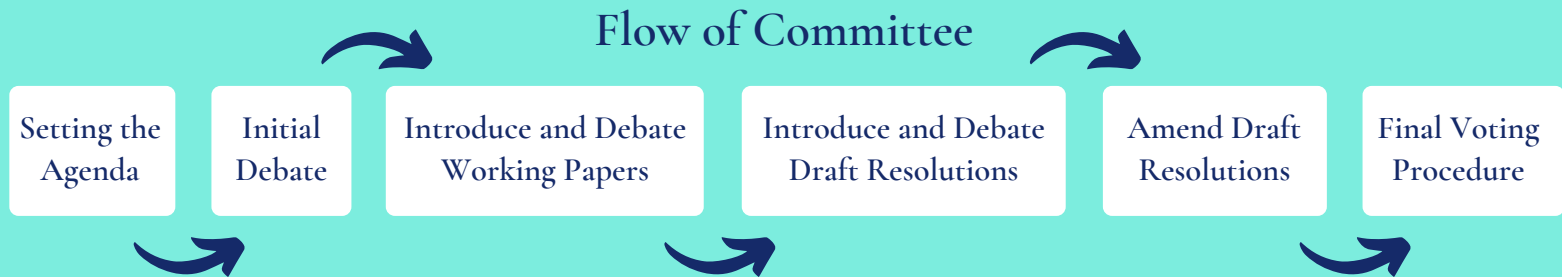 Flow of Committee
Setting the
Agenda
Initial
Debate
Introduce and Debate
Working Papers
Introduce and Debate
Draft Resolutions
Amend Draft
Resolutions
Final Voting
Procedure